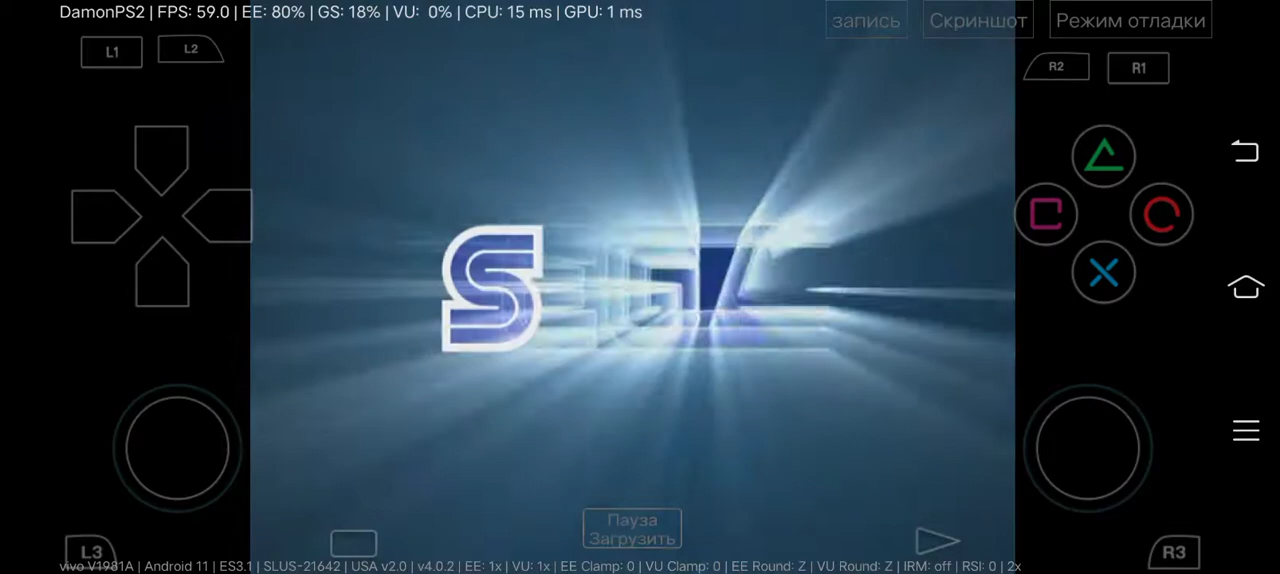 DamonPS2 | FPS: 59.0 | EE: 80% | GS: 18% | VU: 0% | CPU: 15 ms | GPU: 1 ms
запись
Скриншот
Режим отладки
L1
L2
R2
R1
S
Пауза
Загрузить
L3
R3
vivo V1981A | Android 11 | ES3.1 | SLUS-21642 | USA v2.0 | v4.0.2 | EE: 1x | VU: 1x | EE Clamp: 0 | VU Clamp: 0 | EE Round: Z | VU Round: Z | IRM: off | RSI: 0 | 2x